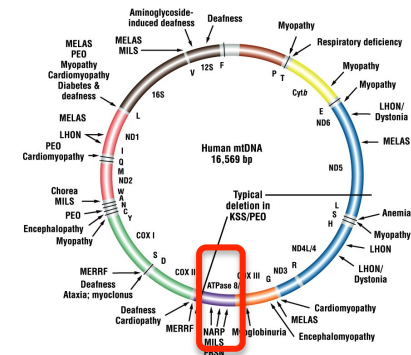 Aminoglycoside-
induced deafness
Deafness
MELAS
MILS
V
12S
F
MELAS
PEO
Myopathy
Cardiomyopathy
Diabetes &
deafness
16S
L
Myopathy
Respiratory deficiency
P
T
Cytb
Myopathy
Myopathy
E
ND6
LHON/
Dystonia
MELAS
ND5
MELAS
LHON
ND1
PEO
Cardiomyopathy
I
Q
M
ND2
Human mtDNA
16,569 bp
Chorea
MILS
W
A
N
C
Y
PEO
Encephalopathy
Myopathy
COX I
Typical
deletion in
KSS/PEO
L
S
H
Anemia
Myopathy
LHON
ND4L/4
LHON/
Dystonia
R
ND3
G
S
D
MERRF
Deafness
Ataxia; myoclonus
COX II
ATPase 8/
COX III
Deafness
Cardiopathy
MERRF
NARP
MILS
FBSN
Myoglobinuria
Cardiomyopathy
MELAS
Encephalomyopathy